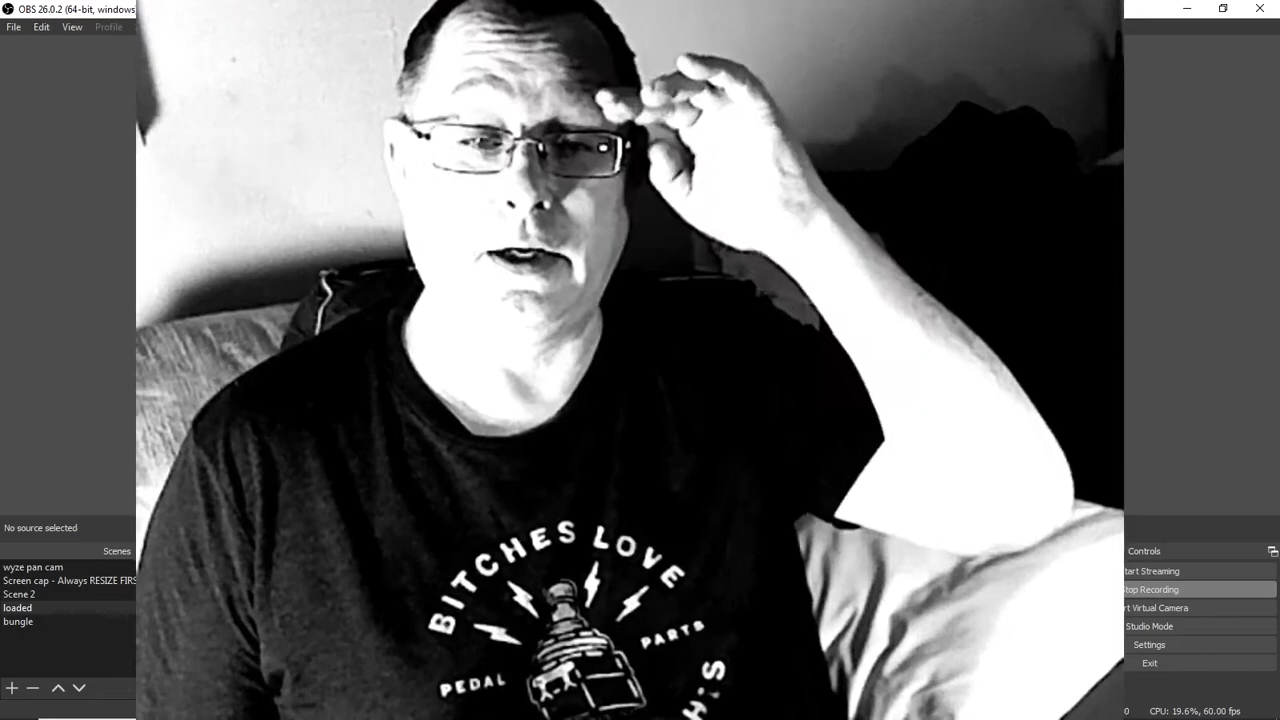 OBS 26.0.2 (64-bit, windows
File Edit View Profile
No source selected
Scenes
wyze pan cam
Screen cap - Always RESIZE FIRS
Scene 2
loaded
bungle
BITCHES LOVE
PEDAL PARTS
Controls
tart Streaming
Stop Recording
rt Virtual Camera
Studio Mode
Settings
Exit
0 CPU: 19.6%, 60.00 fps